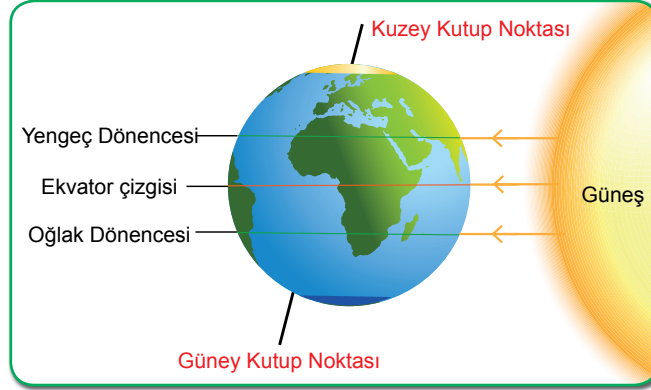 Kuzey Kutup Noktası
Yengeç Dönencesi
Ekvator çizgisi
Güneş
Oğlak Dönencesi
Güney Kutup Noktası